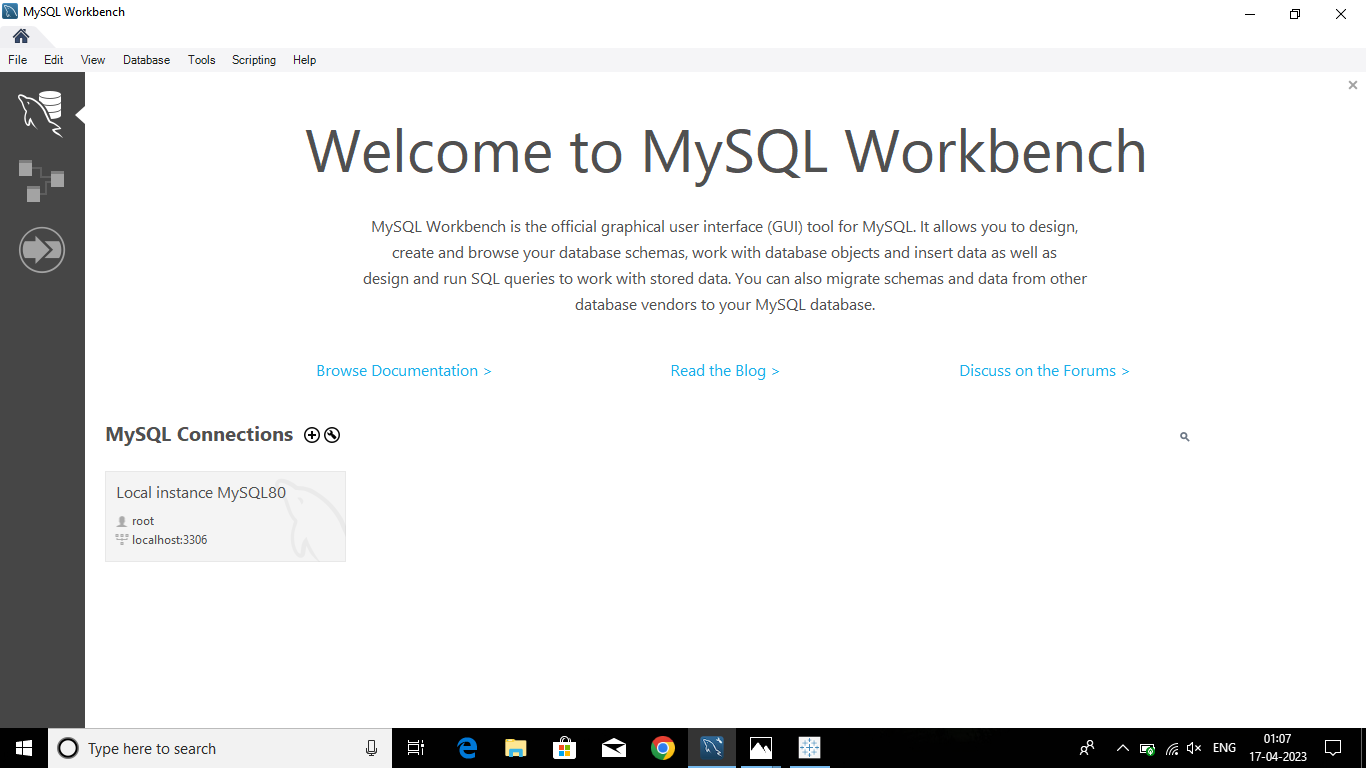 MySQL Workbench
File Edit View Database Tools Scripting Help
Welcome to MySQL Workbench
MySQL Workbench is the official graphical user interface (GUI) tool for MySQL. It allows you to design,
create and browse your database schemas, work with database objects and insert data as well as
design and run SQL queries to work with stored data. You can also migrate schemas and data from other
database vendors to your MySQL database.
Browse Documentation > Read the Blog > Discuss on the Forums >
MySQL Connections
Local instance MySQL80
root
localhost:3306
Type here to search
ENG
01:07
17-04-2023